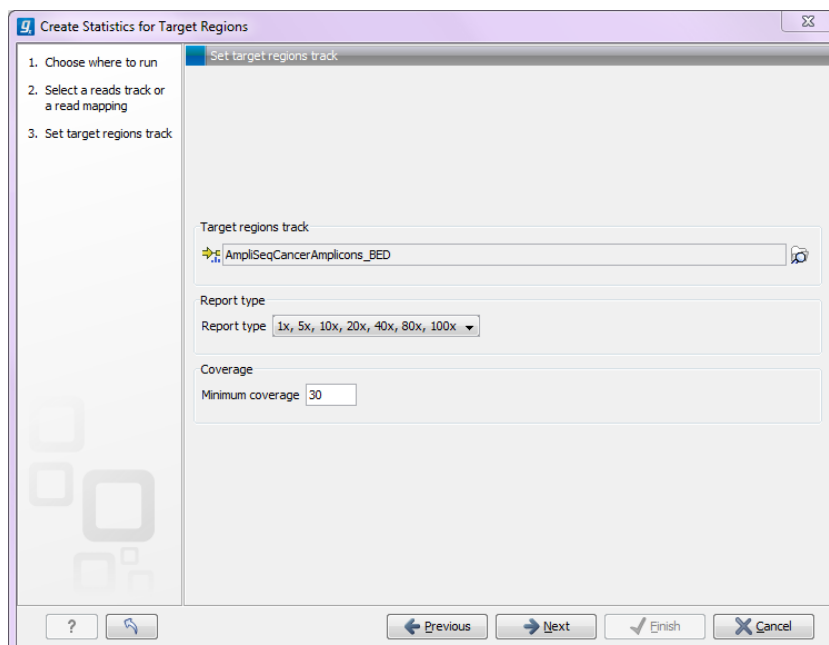 Create Statistics for Target Regions
1. Choose where to run
2. Select a reads track or
a read mapping
3. Set target regions track
Set target regions track
Target regions track
AmpliSeqCancerAmplicons_BED
Report type
Report type 1x, 5x, 10x, 20x, 40x, 80x, 100x
Coverage
Minimum coverage 30
? Previous Next Finish Cancel